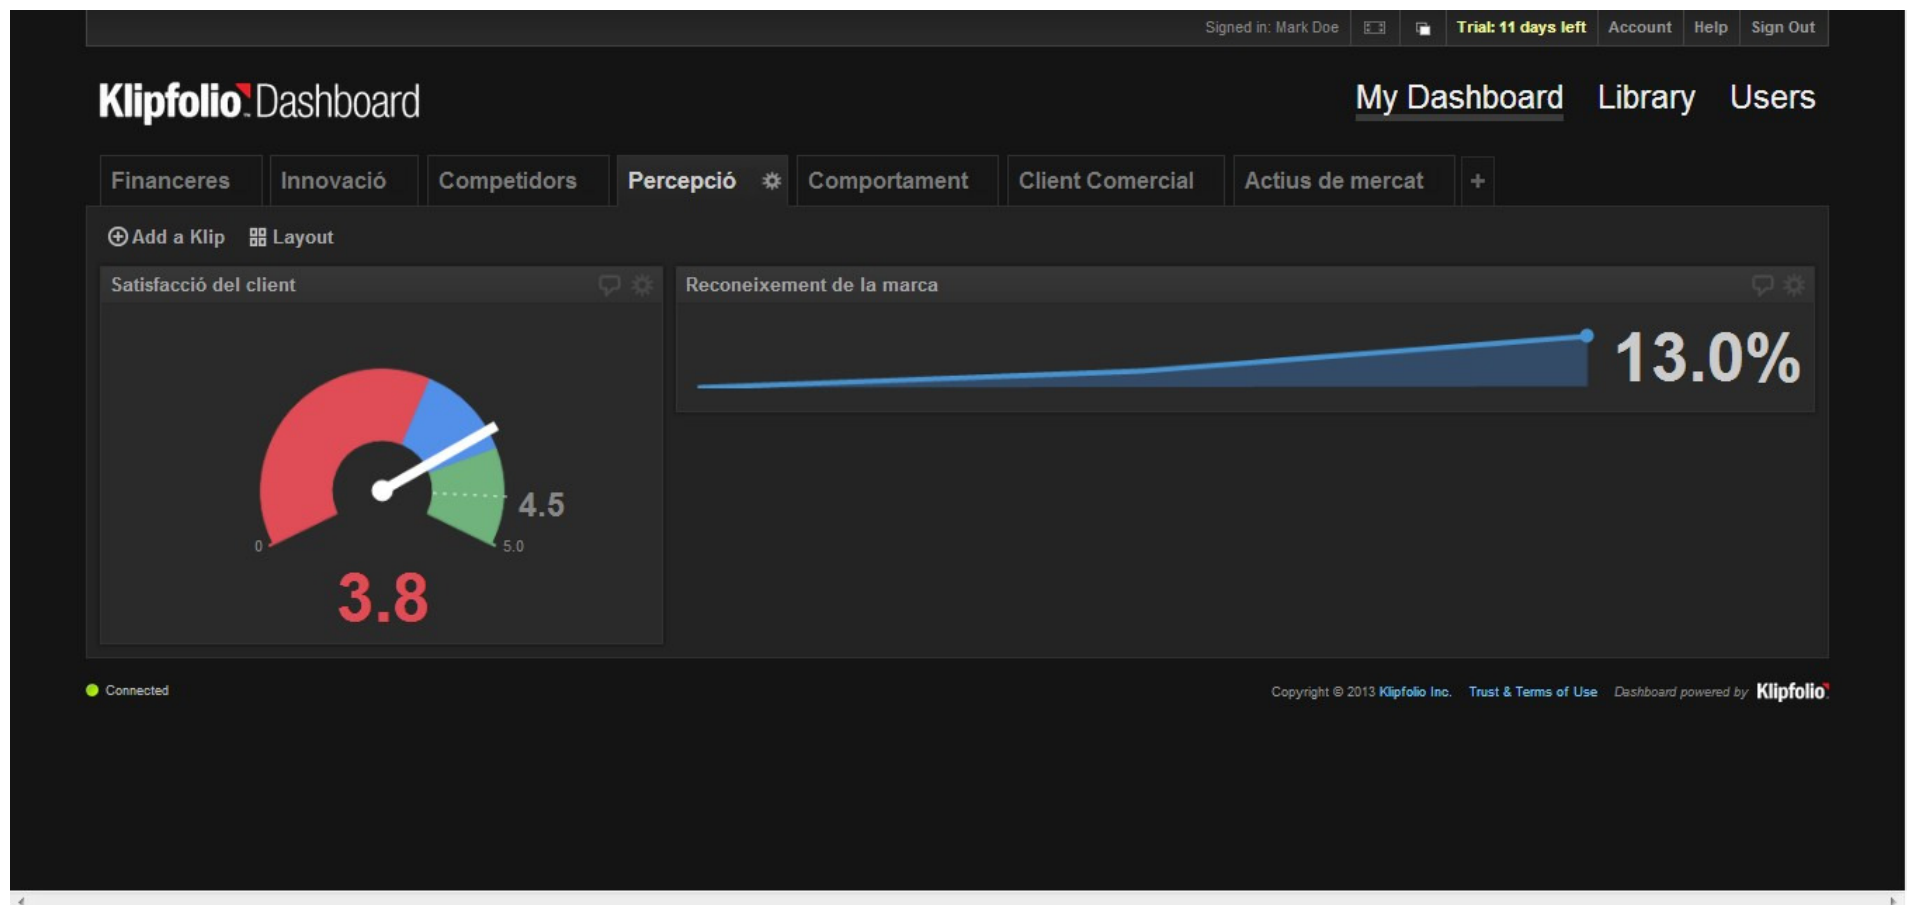 Signed in: Mark Doe Trial: 11 days left Account Help Sign Out
Klipfolio Dashboard
My Dashboard Library Users
Financeres Innovació Competidors Percepció Comportament Client Comercial Actius de mercat +
Add a Klip Layout
Satisfacció del client
4.5
0 5.0
3.8
Reconeixement de la marca
13.0%
Connected
Copyright © 2013 Klipfolio Inc. Trust & Terms of Use Dashboard powered by Klipfolio